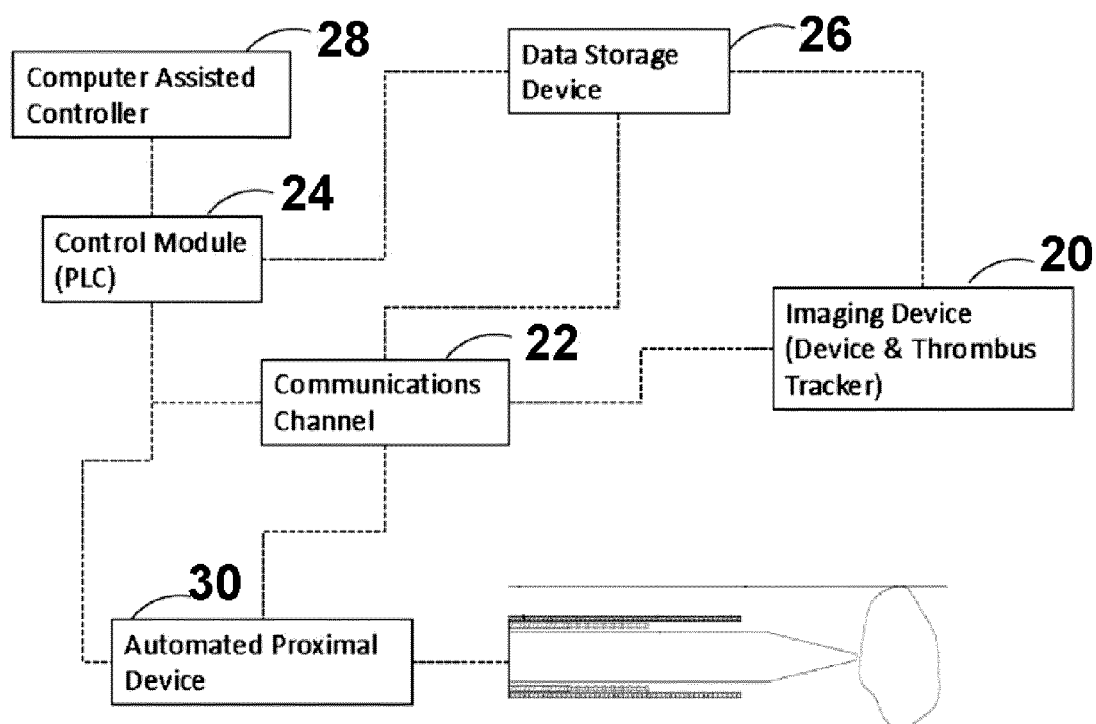 28
Computer Assisted
Controller
26
Data Storage
Device
24
Control Module
(PLC)
20
Imaging Device
(Device & Thrombus
Tracker)
22
Communications
Channel
30
Automated Proximal
Device